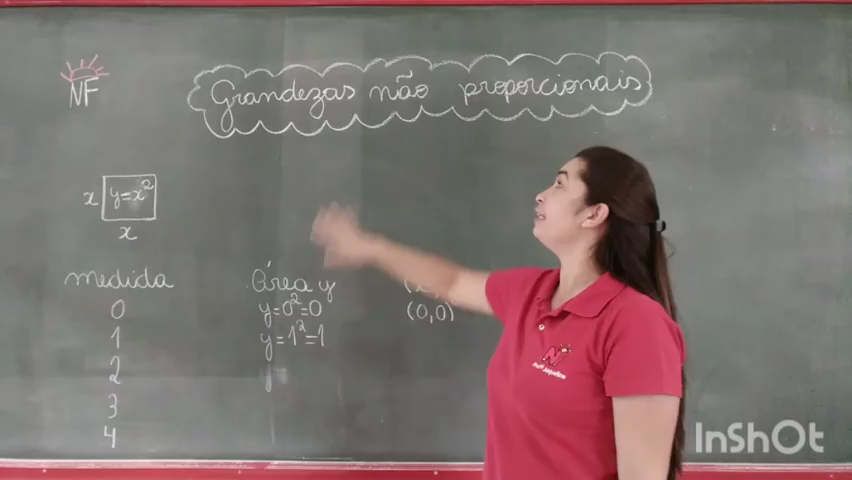 NF
Grandezas não proporcionais
x y=x²
x
medida Área y
0 y=0²=0 (0,0)
1 y=1²=1
2
3
4
InShOt